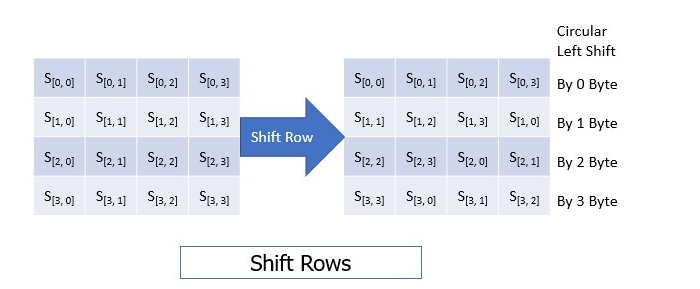 Circular
Left Shift
S[0, 0] S[0, 1] S[0, 2] S[0, 3] S[0, 0] S[0, 1] S[0, 2] S[0, 3] By 0 Byte
S[1, 0] S[1, 1] S[1, 2] S[1, 3] S[1, 1] S[1, 2] S[1, 3] S[1, 0] By 1 Byte
Shift Row
S[2, 0] S[2, 1] S[2, 2] S[2, 3] S[2, 2] S[2, 3] S[2, 0] S[2, 1] By 2 Byte
S[3, 0] S[3, 1] S[3, 2] S[3, 3] S[3, 3] S[3, 0] S[3, 1] S[3, 2] By 3 Byte
Shift Rows